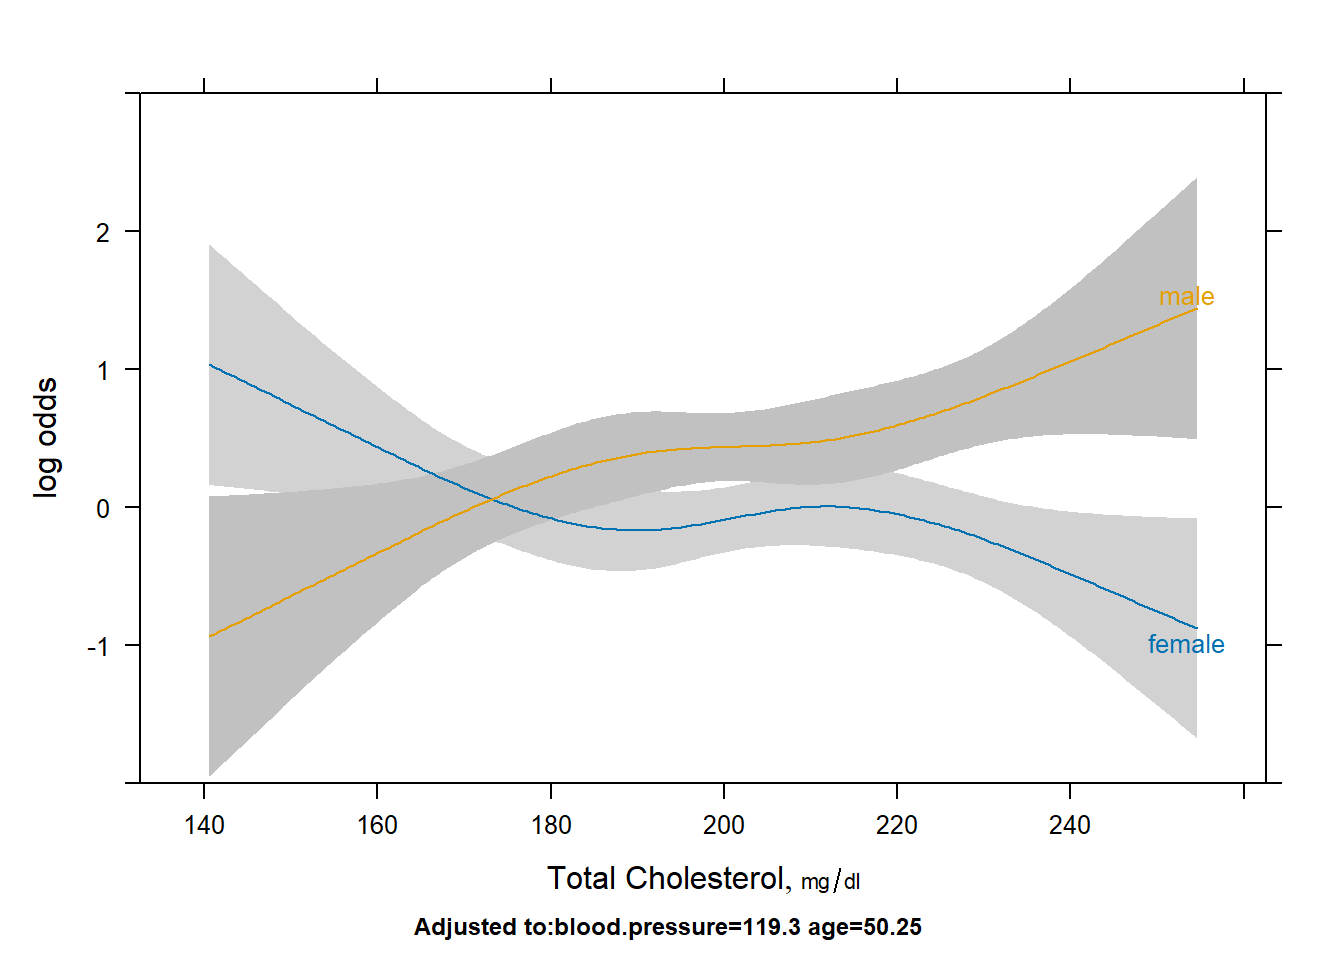 2
1
0
-1
log odds
male
female
140 160 180 200 220 240
Total Cholesterol, mg/dl
Adjusted to:blood.pressure=119.3 age=50.25